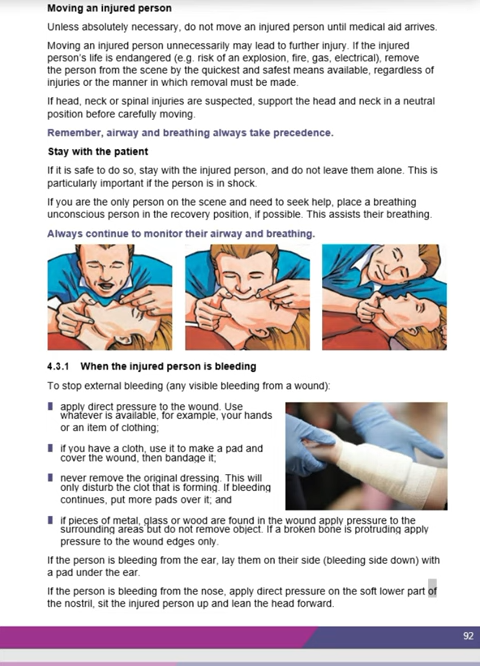 Moving an injured person
Unless absolutely necessary, do not move an injured person until medical aid arrives.
Moving an injured person unnecessarily may lead to further injury. If the injured
person's life is endangered (e.g. risk of an explosion, fire, gas, electrical), remove
the person from the scene by the quickest and safest means available, regardless of
injuries or the manner in which removal must be made.
If head, neck or spinal injuries are suspected, support the head and neck in a neutral
position before carefully moving.
Remember, airway and breathing always take precedence.
Stay with the patient
If it is safe to do so, stay with the injured person, and do not leave them alone. This is
particularly important if the person is in shock.
If you are the only person on the scene and need to seek help, place a breathing
unconscious person in the recovery position, if possible. This assists their breathing.
Always continue to monitor their airway and breathing.
4.3.1 When the injured person is bleeding
To stop external bleeding (any visible bleeding from a wound):
apply direct pressure to the wound. Use
whatever is available, for example, your hands
or an item of clothing;
if you have a cloth, use it to make a pad and
cover the wound, then bandage it;
never remove the original dressing. This will
only disturb the clot that is forming. If bleeding
continues, put more pads over it; and
if pieces of metal, glass or wood are found in the wound apply pressure to the
surrounding areas but do not remove object. If a broken bone is protruding apply
pressure to the wound edges only.
If the person is bleeding from the ear, lay them on their side (bleeding side down) with
a pad under the ear.
If the person is bleeding from the nose, apply direct pressure on the soft lower part of
the nostril, sit the injured person up and lean the head forward.
92